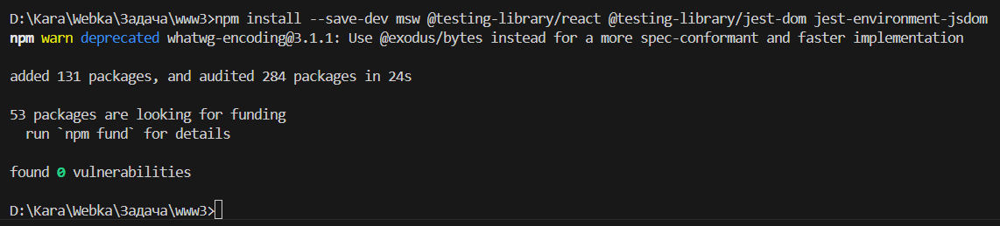 D:\Kara\Webka\Задача\www3>npm install --save-dev msw @testing-library/react @testing-library/jest-dom jest-environment-jsdom
npm warn deprecated whatwg-encoding@3.1.1: Use @exodus/bytes instead for a more spec-conformant and faster implementation
added 131 packages, and audited 284 packages in 24s
53 packages are looking for funding
run `npm fund` for details
found 0 vulnerabilities
D:\Kara\Webka\Задача\www3>